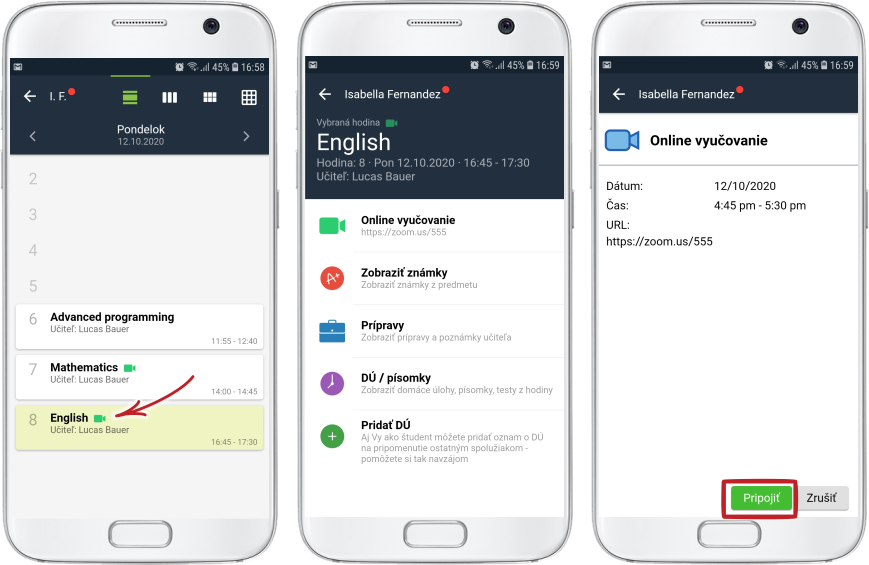 45% 16:58
I. F.
Pondelok
12.10.2020
2
3
4
5
6 Advanced programming
Učiteľ: Lucas Bauer
11:55 - 12:40
7 Mathematics
Učiteľ: Lucas Bauer
14:00 - 14:45
8 English
Učiteľ: Lucas Bauer
16:45 - 17:30
45% 16:59
Isabella Fernandez
Vybraná hodina
English
Hodina: 8 · Pon 12.10.2020 · 16:45 - 17:30
Učiteľ: Lucas Bauer
Online vyučovanie
https://zoom.us/555
A+
Zobraziť známky
Zobraziť známky z predmetu
Prípravy
Zobraziť prípravy a poznámky učiteľa
DÚ / písomky
Zobraziť domáce úlohy, písomky, testy z hodiny
Pridať DÚ
Aj Vy ako študent môžete pridať oznam o DÚ
na pripomenutie ostatným spolužiakom -
pomôžete si tak navzájom
45% 16:59
Isabella Fernandez
Online vyučovanie
Dátum: 12/10/2020
Čas: 4:45 pm - 5:30 pm
URL:
https://zoom.us/555
Pripojiť Zrušiť